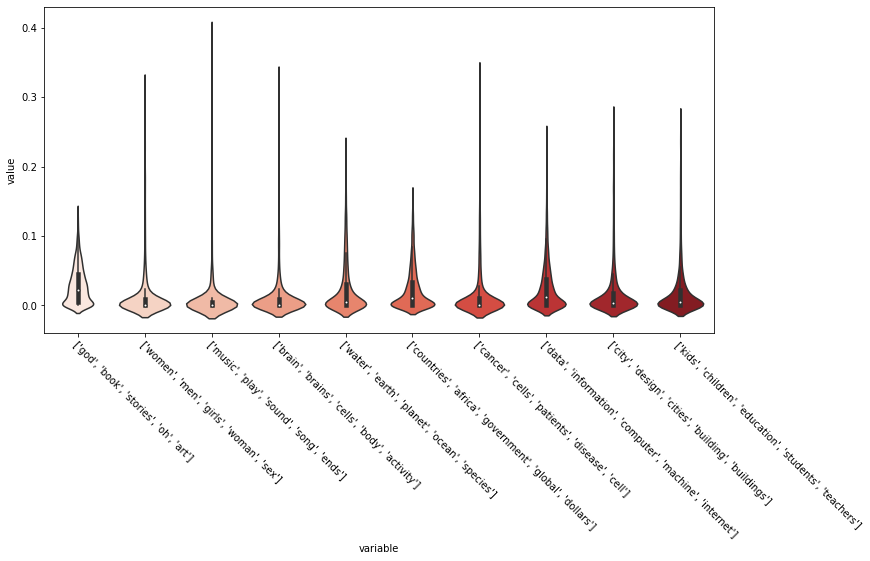 0.4
0.3
0.2
0.1
0.0
value
['god', 'book', 'stories', 'oh', 'art']
['women', 'men', 'girls', 'woman', 'sex']
['music', 'play', 'sound', 'song', 'ends']
['brain', 'brains', 'cells', 'body', 'activity']
['water', 'earth', 'planet', 'ocean', 'species']
['countries', 'africa', 'government', 'global', 'dollars']
['cancer', 'cells', 'patients', 'disease', 'cell']
['data', 'information', 'computer', 'machine', 'internet']
['city', 'design', 'cities', 'building', 'buildings']
['kids', 'children', 'education', 'students', 'teachers']
variable